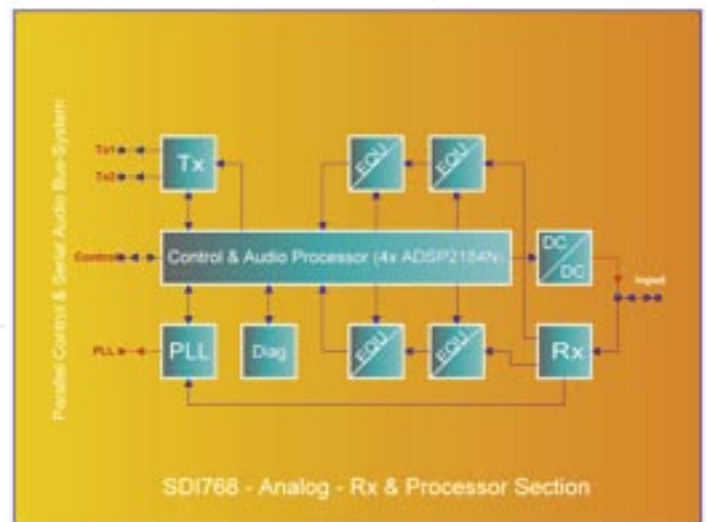 Parallel Control & Serial Audio Bus-System
Tx1
Tx2
Tx
EQU
EQU
Control
Control & Audio Processor (4x ADSP2184N)
DC
DC
Input
PLL
PLL
Diag
EQU
EQU
Rx
SDI768 - Analog - Rx & Processor Section